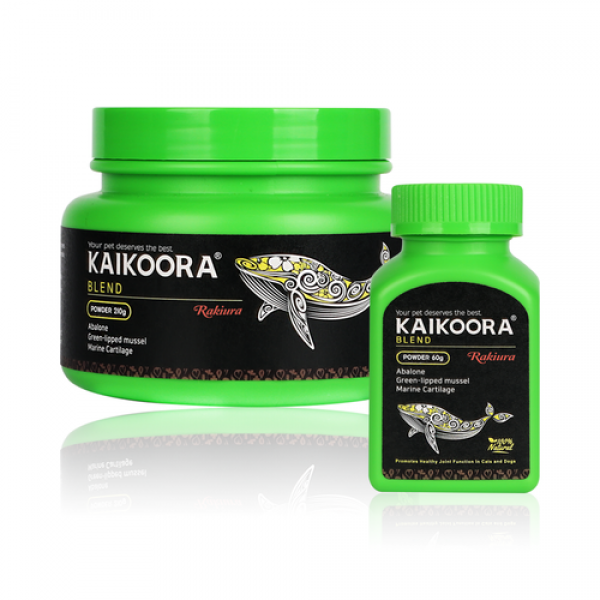 Your pet deserves the best.
KAIKOORA®
BLEND
POWDER 210g
Rakiura
Abalone
Green-lipped mussel
Marine Cartilage
Your pet deserves the best.
KAIKOORA®
BLEND
POWDER 60g
Rakiura
Abalone
Green-lipped mussel
Marine Cartilage
100%
Natural
Promotes Healthy Joint Function in Cats and Dogs